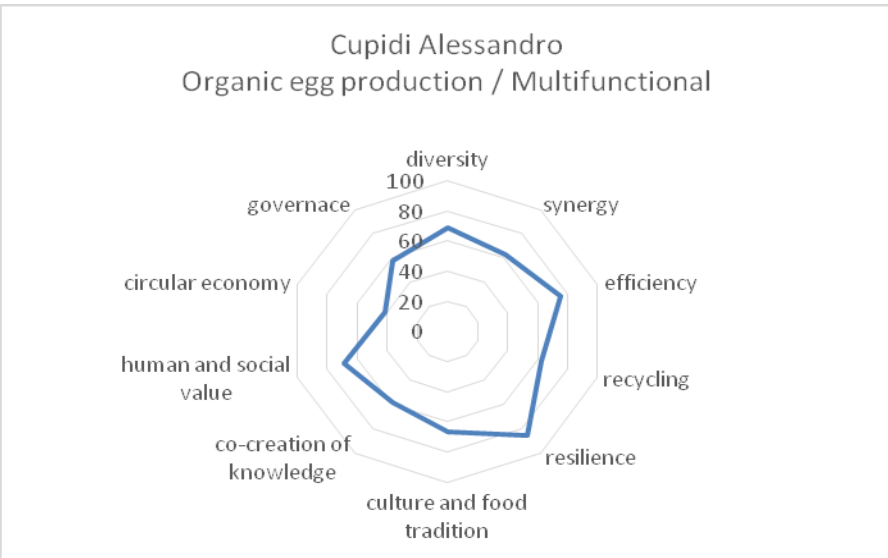 Cupidi Alessandro
Organic egg production / Multifunctional
diversity
100
80
60
40
20
0
synergy
efficiency
recycling
resilience
culture and food
tradition
co-creation of
knowledge
human and social
value
circular economy
governace